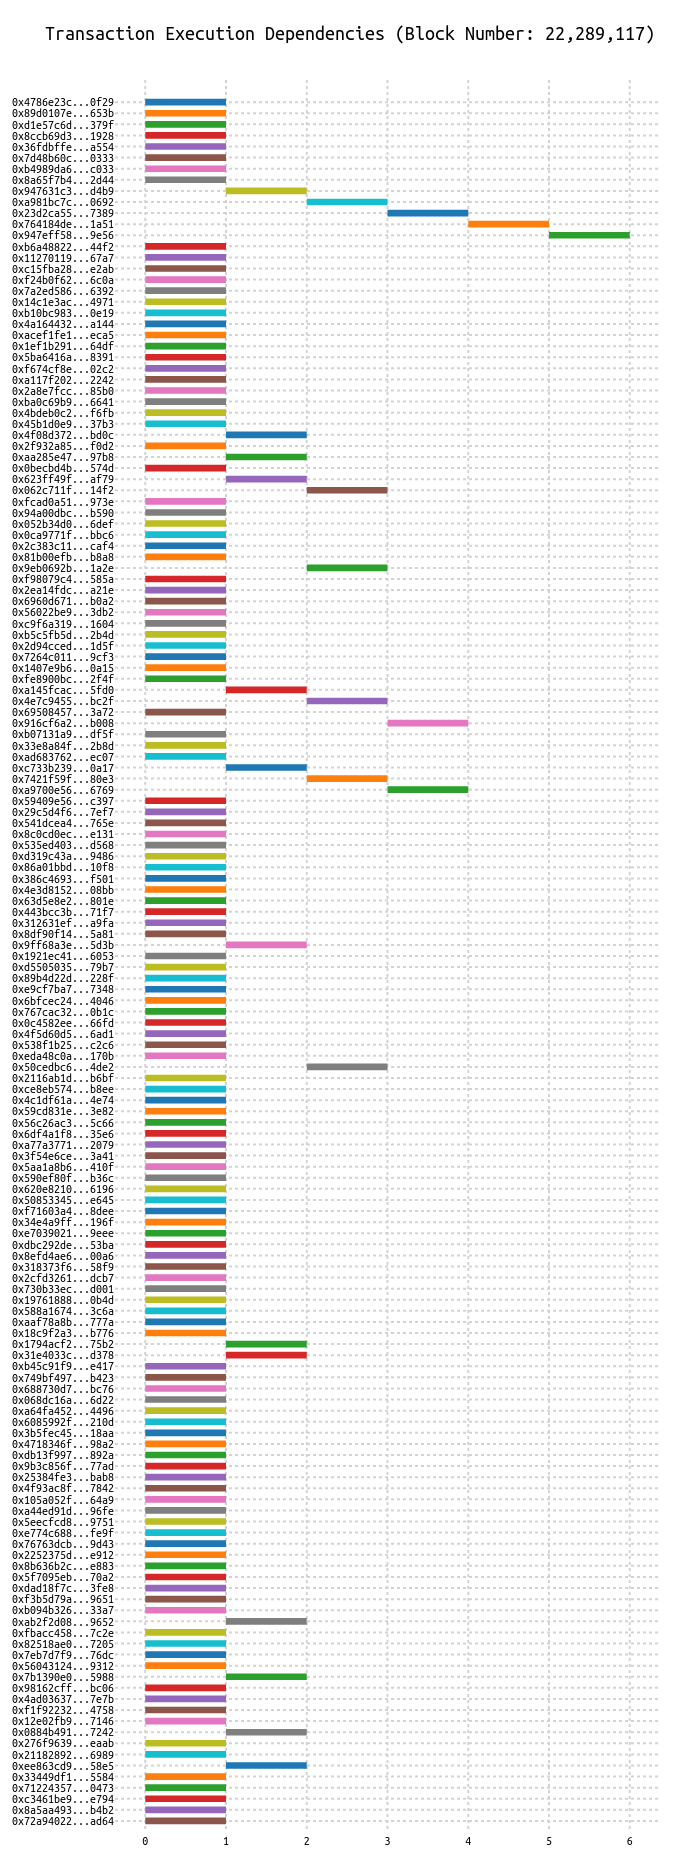 Transaction Execution Dependencies (Block Number: 22,289,117)
0x4786e23c...0f29
0x89d0107e...653b
0xd1e57c6d...379f
0x8ccb69d3...1928
0x36fdbffe...a554
0x7d48b60c...0333
0xb4989da6...c033
0x8a65f7b4...2d44
0x947631c3...d4b9
0xa981bc7c...0692
0x23d2ca55...7389
0x764184de...1a51
0x947eff58...9e56
0xb6a48822...44f2
0x11270119...67a7
0xc15fba28...e2ab
0xf24b0f62...6c0a
0x7a2ed586...6392
0x14c1e3ac...4971
0xb10bc983...0e19
0x4a164432...a144
0xacef1fe1...eca5
0x1ef1b291...64df
0x5ba6416a...8391
0xf674cf8e...02c2
0xa117f202...2242
0x2a8e7fcc...85b0
0xba0c69b9...6641
0x4bdeb0c2...f6fb
0x45b1d0e9...37b3
0x4f08d372...bd0c
0x2f932a85...f0d2
0xaa285e47...97b8
0x0becbd4b...574d
0x623ff49f...af79
0x062c711f...14f2
0xfcad0a51...973e
0x94a00dbc...b590
0x052b34d0...6def
0x0ca9771f...bbc6
0x2c383c11...caf4
0x81b00efb...b8a8
0x9eb0692b...1a2e
0xf98079c4...585a
0x2ea14fdc...a21e
0x6960d671...b0a2
0x56022be9...3db2
0xc9f6a319...1604
0xb5c5fb5d...2b4d
0x2d94cced...1d5f
0x7264c011...9cf3
0x1407e9b6...0a15
0xfe8900bc...2f4f
0xa145fcac...5fd0
0x4e7c9455...bc2f
0x69508457...3a72
0x916cf6a2...b008
0xb07131a9...df5f
0x33e8a84f...2b8d
0xad683762...ec07
0xc733b239...0a17
0x7421f59f...80e3
0xa9700e56...6769
0x59409e56...c397
0x29c5d4f6...7ef7
0x541dcea4...765e
0x8c0cd0ec...e131
0x535ed403...d568
0xd319c43a...9486
0x86a01bbd...10f8
0x386c4693...f501
0x4e3d8152...08bb
0x63d5e8e2...801e
0x443bcc3b...71f7
0x312631ef...a9fa
0x8df90f14...5a81
0x9ff68a3e...5d3b
0x1921ec41...6053
0xd5505035...79b7
0x89b4d22d...228f
0xe9cf7ba7...7348
0x6bfcec24...4046
0x767cac32...0b1c
0x0c4582ee...66fd
0x4f5d60d5...6ad1
0x538f1b25...c2c6
0xeda48c0a...170b
0x50cedbc6...4de2
0x2116ab1d...b6bf
0xce8eb574...b8ee
0x4c1df61a...4e74
0x59cd831e...3e82
0x56c26ac3...5c66
0x6df4a1f8...35e6
0xa77a3771...2079
0x3f54e6ce...3a41
0x5aa1a8b6...410f
0x590ef80f...b36c
0x620e8210...6196
0x50853345...e645
0xf71603a4...8dee
0x34e4a9ff...196f
0xe7039021...9eee
0xdbc292de...53ba
0x8efd4ae6...00a6
0x318373f6...58f9
0x2cfd3261...dcb7
0x730b33ec...d001
0x19761888...0b4d
0x588a1674...3c6a
0xaaf78a8b...777a
0x18c9f2a3...b776
0x1794acf2...75b2
0x31e4033c...d378
0xb45c91f9...e417
0x749bf497...b423
0x688730d7...bc76
0x068dc16a...6d22
0xa64fa452...4496
0x6085992f...210d
0x3b5fec45...18aa
0x4718346f...98a2
0xdb13f997...892a
0x9b3c856f...77ad
0x25384fe3...bab8
0x4f93ac8f...7842
0x105a052f...64a9
0xa44ed91d...96fe
0x5eecfcd8...9751
0xe774c688...fe9f
0x76763dcb...9d43
0x2252375d...e912
0x8b636b2c...e883
0x5f7095eb...70a2
0xdad18f7c...3fe8
0xf3b5d79a...9651
0xb094b326...33a7
0xab2f2d08...9652
0xfbacc458...7c2e
0x82518ae0...7205
0x7eb7d7f9...76dc
0x56043124...9312
0x7b1390e0...5988
0x98162cff...bc06
0x4ad03637...7e7b
0xf1f92232...4758
0x12e02fb9...7146
0x0884b491...7242
0x276f9639...eaab
0x21182892...6989
0xee863cd9...58e5
0x33449df1...5584
0x71224357...0473
0xc3461be9...e794
0x8a5aa493...b4b2
0x72a94022...ad64
0 1 2 3 4 5 6